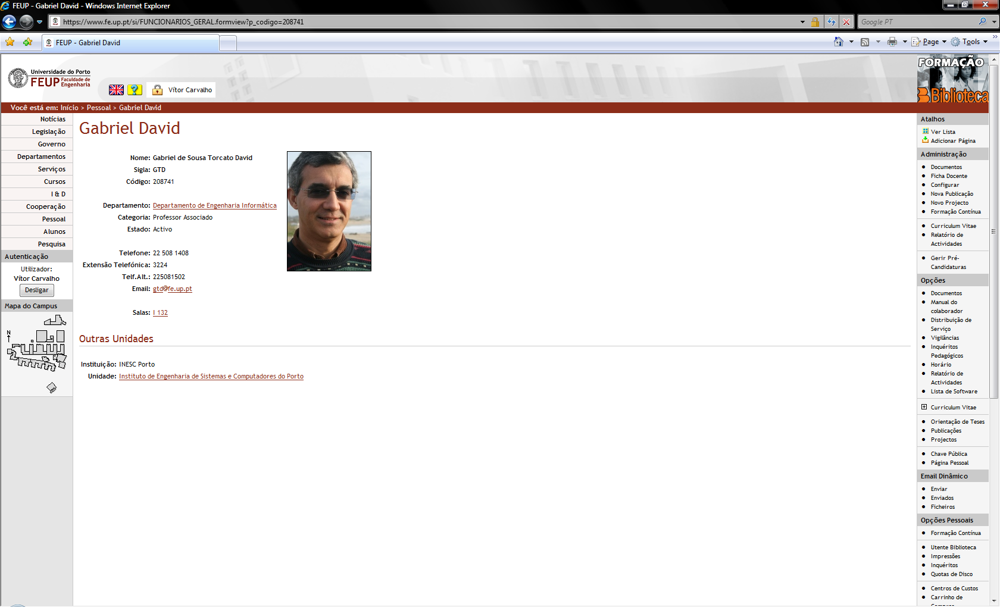 FEUP - Gabriel David - Windows Internet Explorer
https://www.fe.up.pt/si/FUNCIONARIOS_GERAL.formview?p_codigo=208741
Google PT
FEUP - Gabriel David
Page
Tools
Universidade do Porto
FEUP Faculdade de Engenharia
Vítor Carvalho
FORMAÇÃO
Biblioteca
Você está em: Início > Pessoal > Gabriel David
Notícias
Legislação
Governo
Departamentos
Serviços
Cursos
I & D
Cooperação
Pessoal
Alunos
Pesquisa
Autenticação
Utilizador:
Vítor Carvalho
Desligar
Mapa do Campus
N
Gabriel David
Nome: Gabriel de Sousa Torcato David
Sigla: GTD
Código: 208741
Departamento: Departamento de Engenharia Informática
Categoria: Professor Associado
Estado: Activo
Telefone: 22 508 1408
Extensão Telefónica: 3224
Telf.Alt.: 225081502
Email: gtd@fe.up.pt
Salas: I 132
Outras Unidades
Instituição: INESC Porto
Unidade: Instituto de Engenharia de Sistemas e Computadores do Porto
Atalhos
Ver Lista
Adicionar Página
Administração
Documentos
Ficha Docente
Configurar
Nova Publicação
Novo Projecto
Formação Contínua
Curriculum Vitae
Relatório de
Actividades
Gerir Pré-
Candidaturas
Opções
Documentos
Manual do
colaborador
Distribuição de
Serviço
Vigilâncias
Inquéritos
Pedagógicos
Horário
Relatório de
Actividades
Lista de Software
Curriculum Vitae
Orientação de Teses
Publicações
Projectos
Chave Pública
Página Pessoal
Email Dinâmico
Enviar
Enviados
Ficheiros
Opções Pessoais
Formação Contínua
Utente Biblioteca
Impressões
Inquéritos
Quotas de Disco
Centros de Custos
Carrinho de